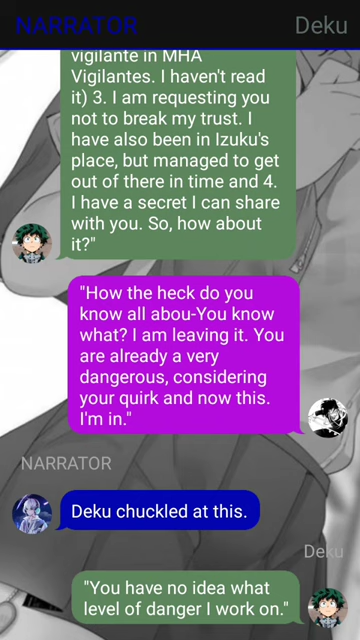 NARRATOR
Deku
vigilante in MHA
Vigilantes. I haven't read
it) 3. I am requesting you
not to break my trust. I
have also been in Izuku's
place, but managed to get
out of there in time and 4.
I have a secret I can share
with you. So, how about
it?"
"How the heck do you
know all abou-You know
what? I am leaving it. You
are already a very
dangerous, considering
your quirk and now this.
I'm in."
NARRATOR
Deku chuckled at this.
Deku
"You have no idea what
level of danger I work on."